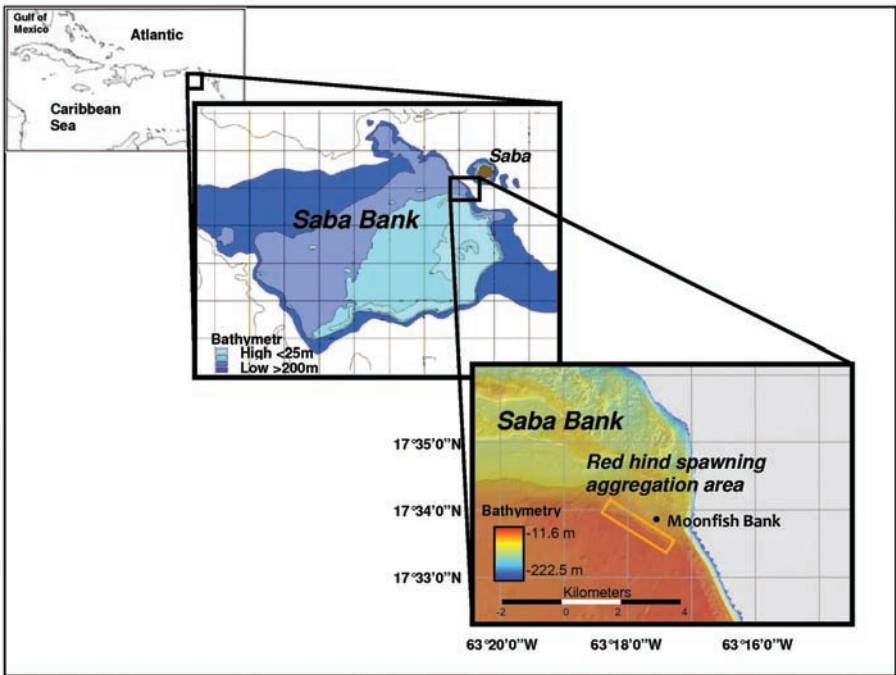 Gulf of
Mexico
Atlantic
Caribbean
Sea
Saba
Saba Bank
Bathymetr
High <25m
Low >200m
Saba Bank
17°35'0"N
Red hind spawning
aggregation area
17°34'0"N
Bathymetry
Moonfish Bank
-11.6 m
-222.5 m
17°33'0"N
Kilometers
-2 0 2 4
63°20'0"W 63°18'0"W 63°16'0"W